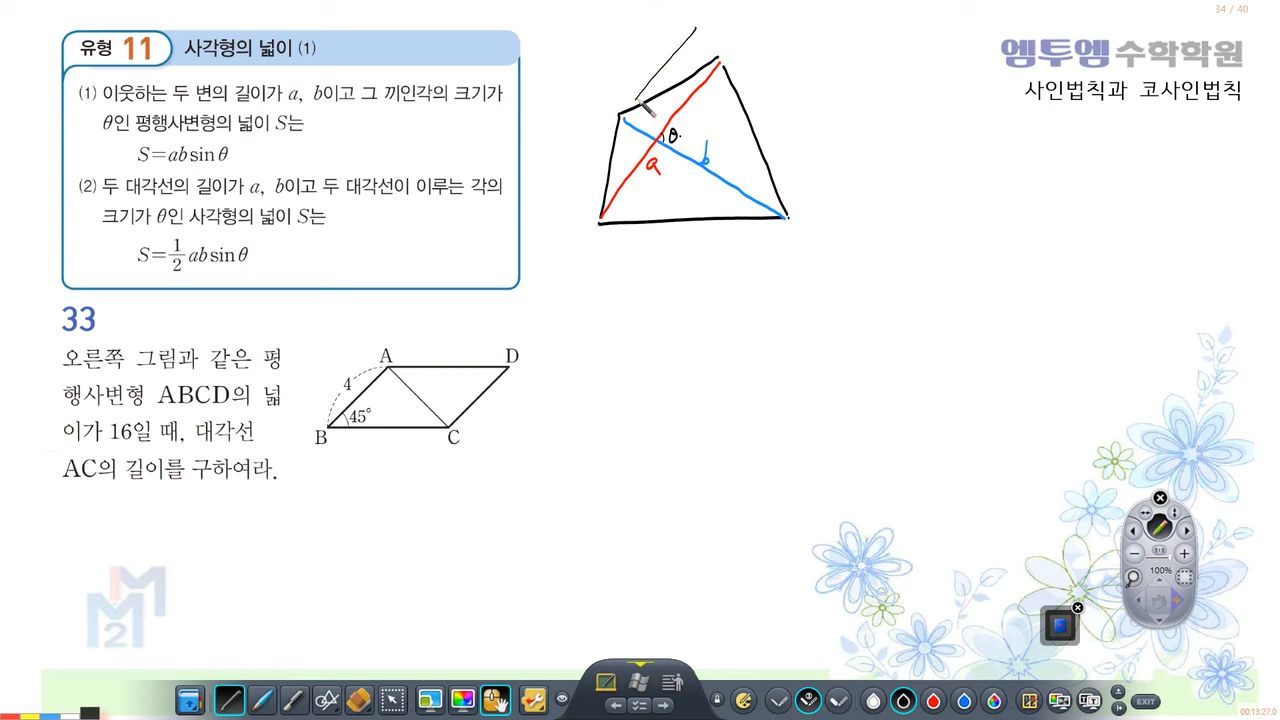 34 / 40
유형 11 사각형의 넓이 (1)
엠투엠수학학원
사인법칙과 코사인법칙
(1) 이웃하는 두 변의 길이가 a, b이고 그 끼인각의 크기가
θ인 평행사변형의 넓이 S는
S=ab sin θ
(2) 두 대각선의 길이가 a, b이고 두 대각선이 이루는 각의
크기가 θ인 사각형의 넓이 S는
S=1/2 ab sin θ
θ
a
b
33
오른쪽 그림과 같은 평
행사변형 ABCD의 넓
이가 16일 때, 대각선
AC의 길이를 구하여라.
A D
4
45°
B C
M M 2
1:1
100%
EXIT
00:13:27.0